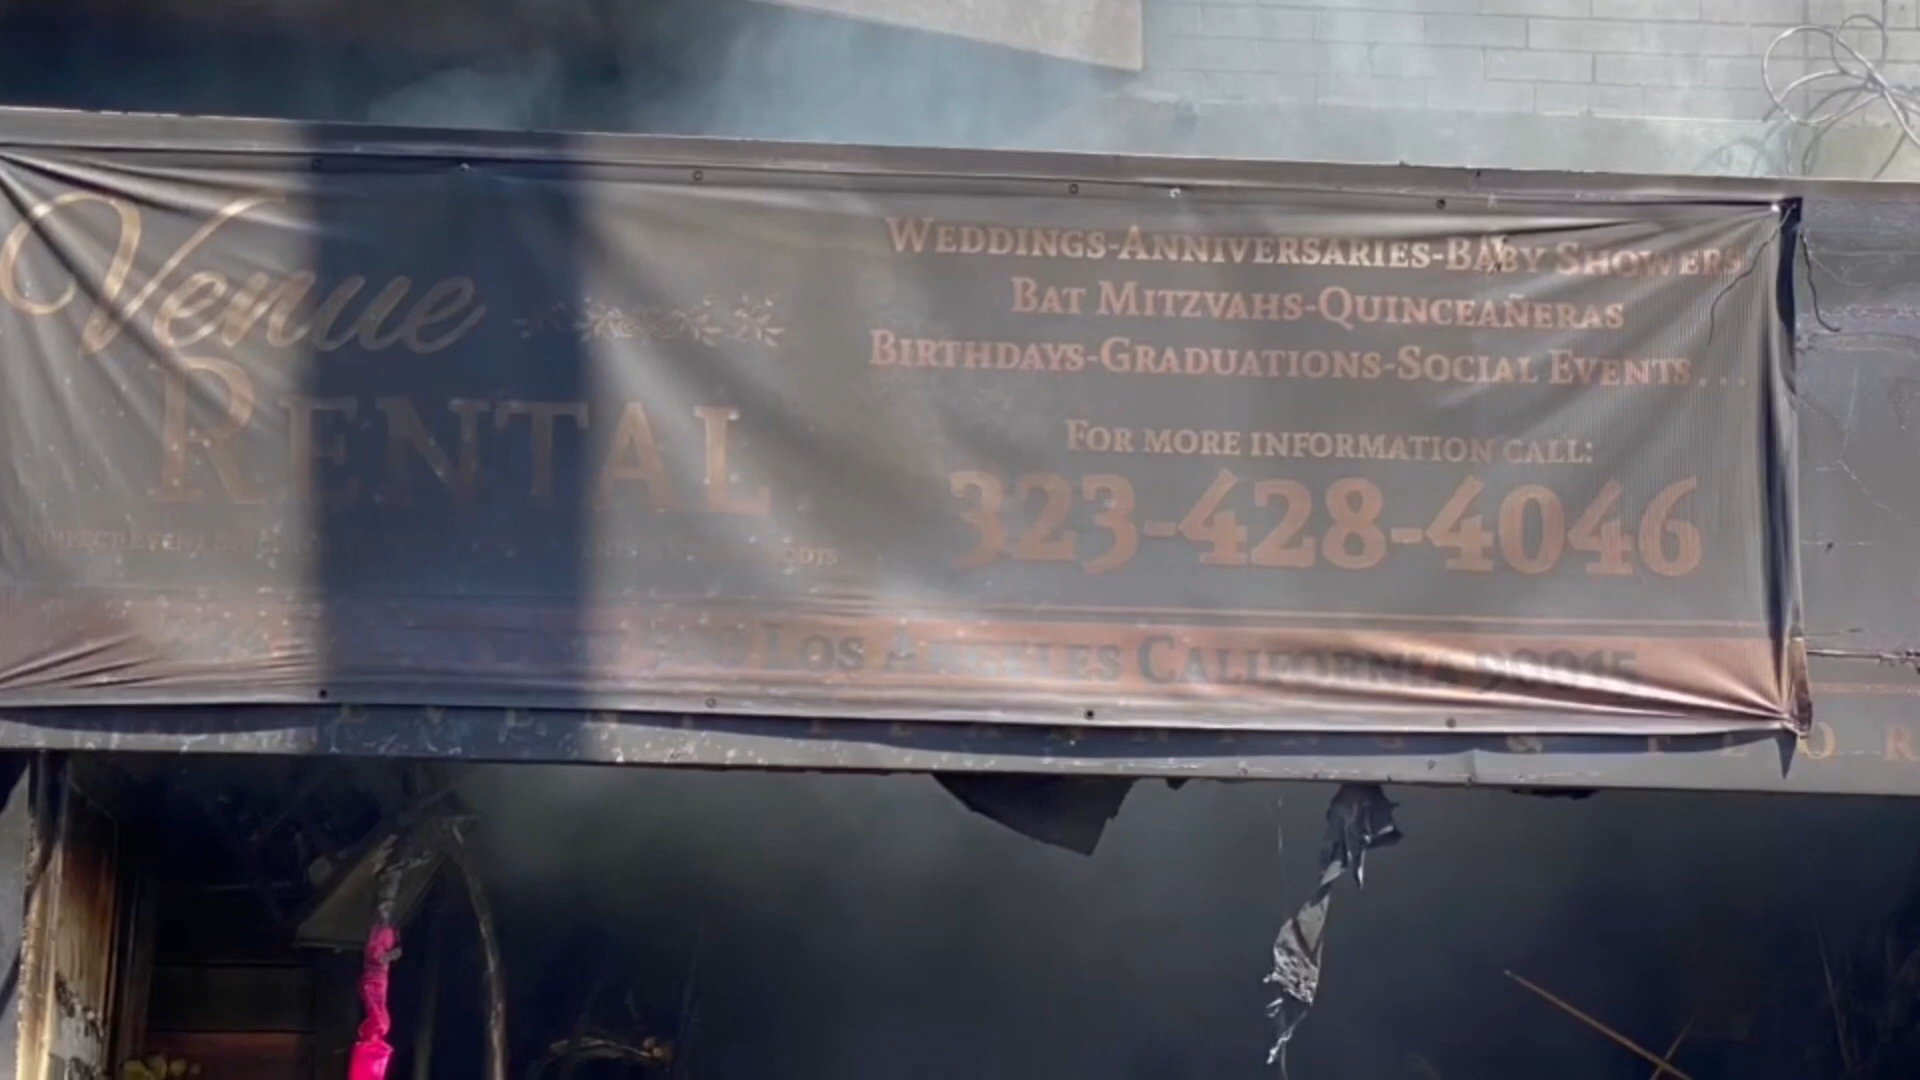 Venue
RENTAL
WEDDINGS-ANNIVERSARIES-BABY SHOWERS
BAT MITZVAHS-QUINCEAÑERAS
BIRTHDAYS-GRADUATIONS-SOCIAL EVENTS...
FOR MORE INFORMATION CALL:
323-428-4046
LOS ANGELES CALIFORNIA 90015